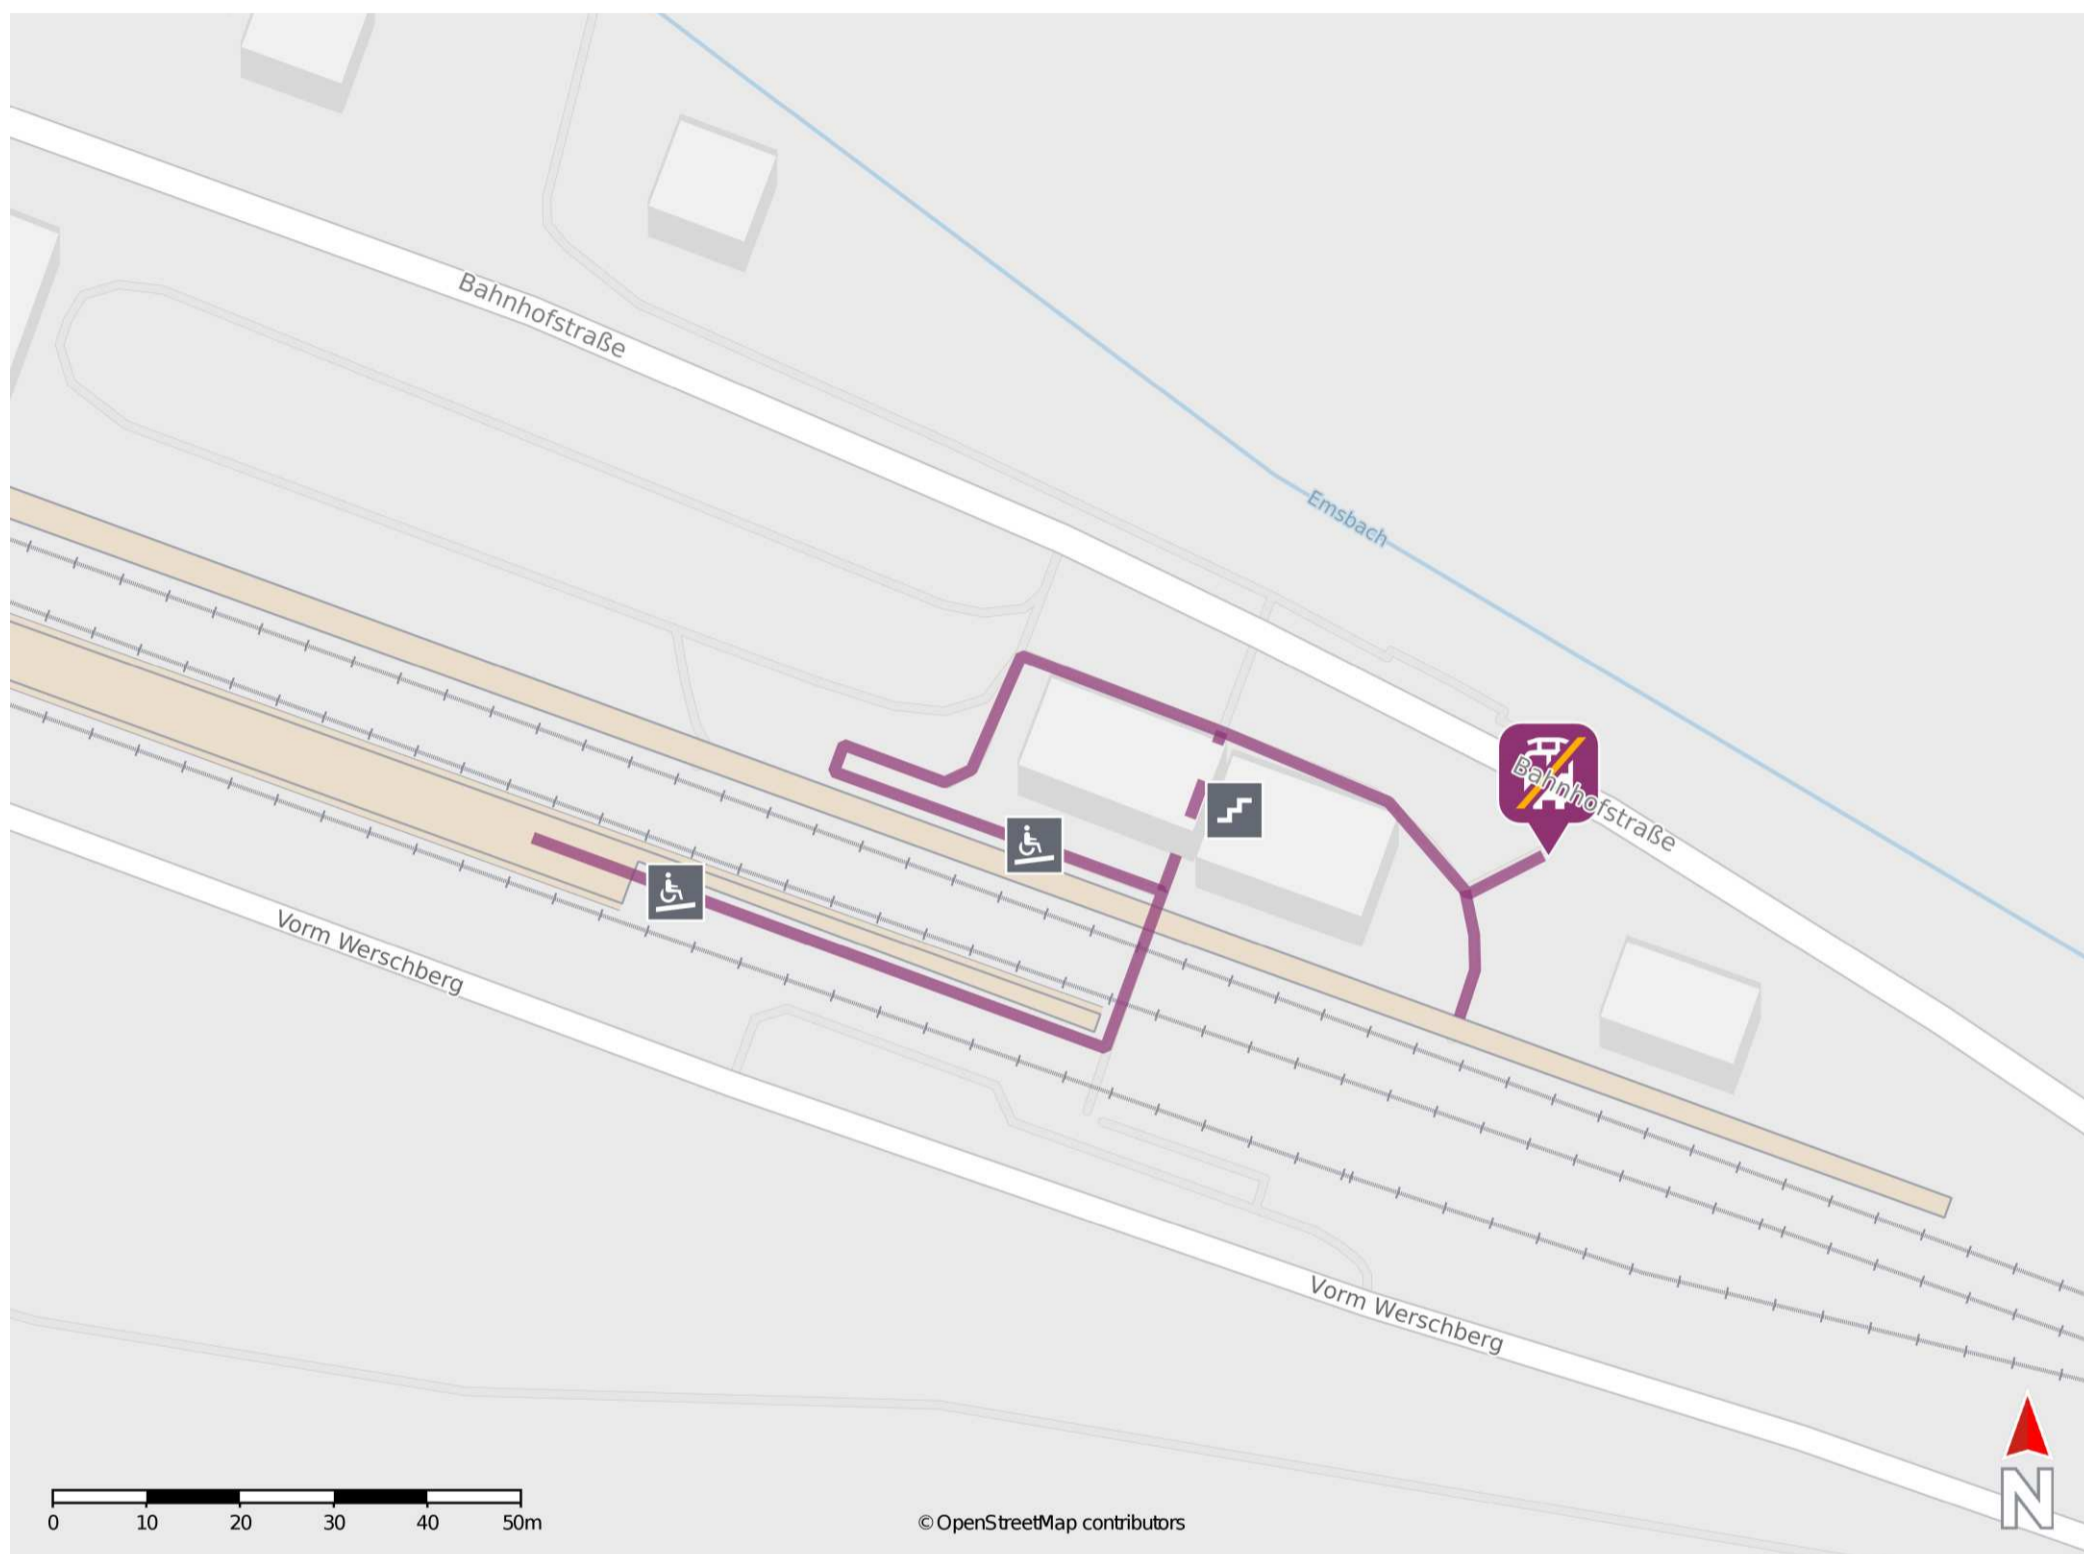 Bahnhofstraße
Emsbach
Bahnhofstraße
Vorm Werschberg
Vorm Werschberg
N
0 10 20 30 40 50m
© OpenStreetMap contributors